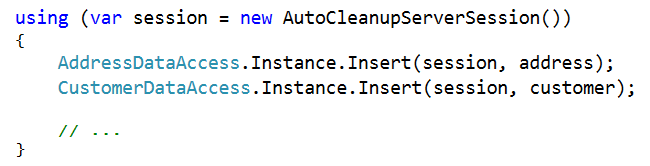 using (var session = new AutoCleanupServerSession())
{
    AddressDataAccess.Instance.Insert(session, address);
    CustomerDataAccess.Instance.Insert(session, customer);

    // ...
}